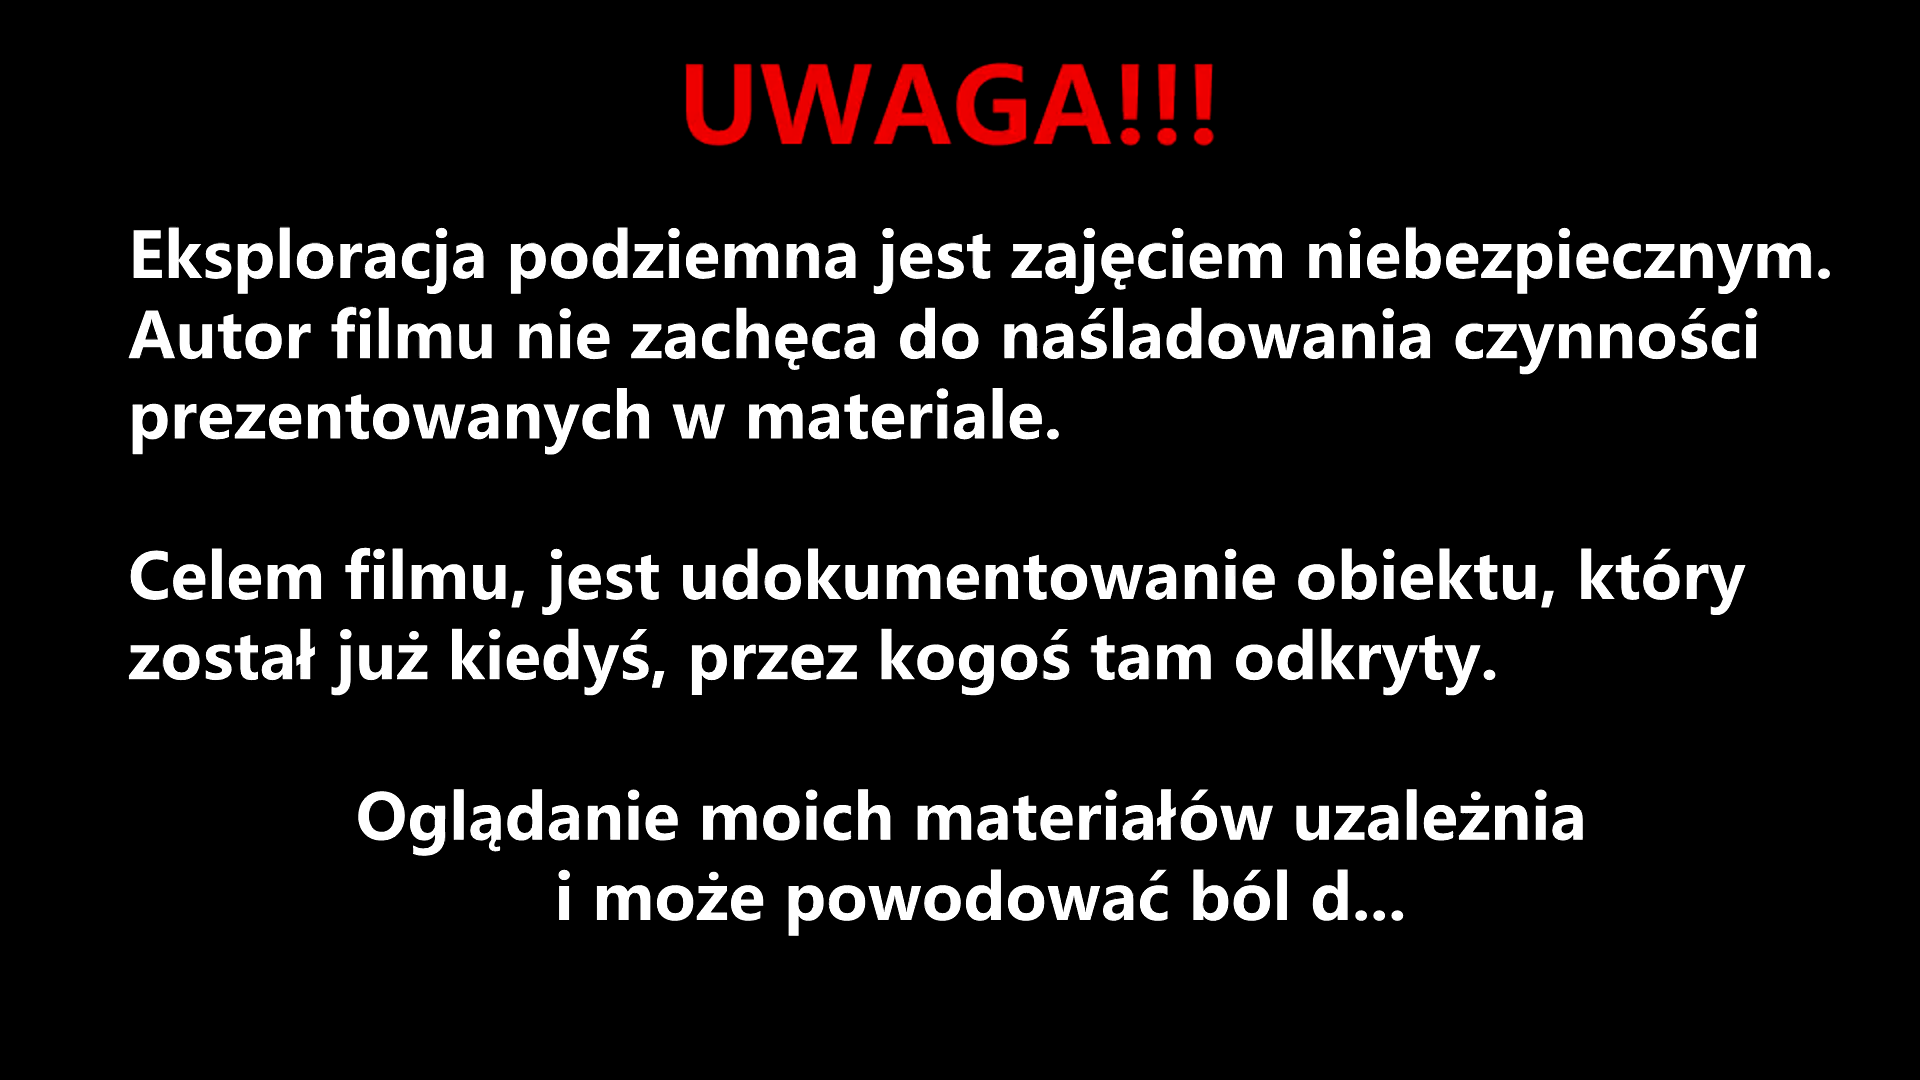 UWAGA!!!
Eksploracja podziemna jest zajęciem niebezpiecznym.
Autor filmu nie zachęca do naśladowania czynności
prezentowanych w materiale.
Celem filmu, jest udokumentowanie obiektu, który
został już kiedyś, przez kogoś tam odkryty.
Oglądanie moich materiałów uzależnia
i może powodować ból d...